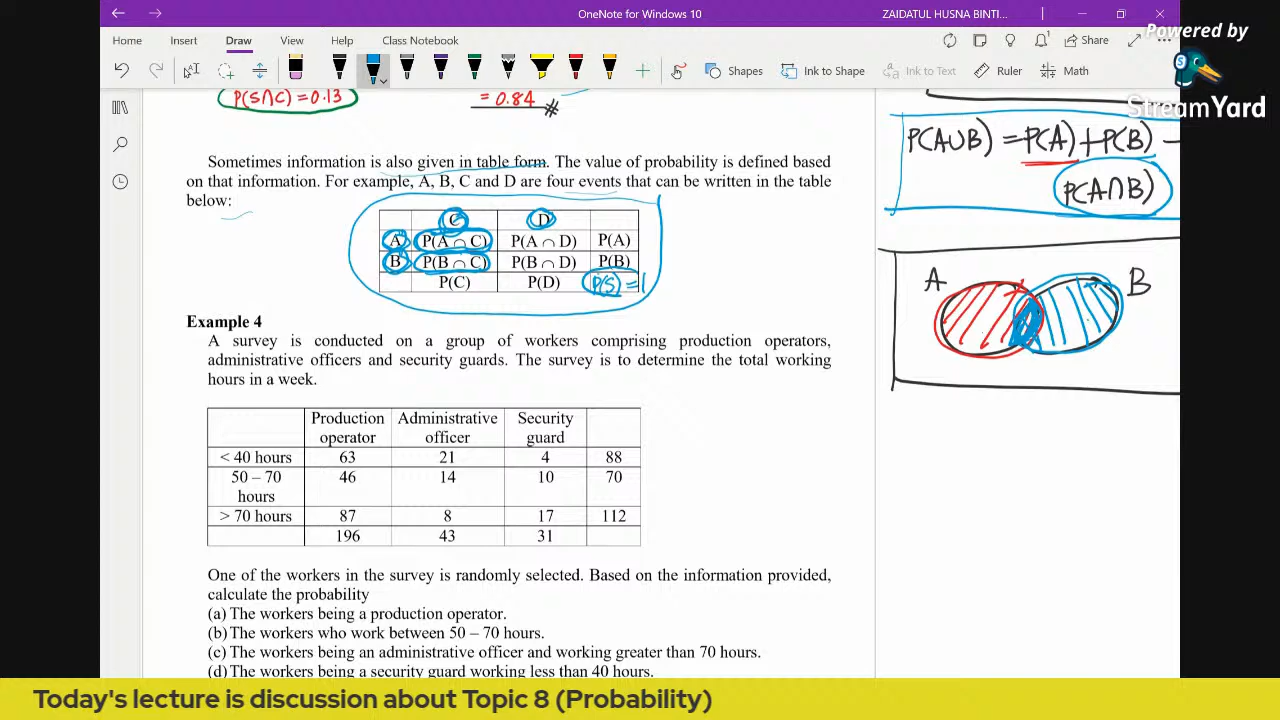 OneNote for Windows 10
ZAIDATUL HUSNA BINTI...
Home Insert Draw View Help Class Notebook
Share
Powered by
StreamYard
Shapes Ink to Shape Ink to Text Ruler Math
P(S∩C) = 0.13
= 0.84
Sometimes information is also given in table form. The value of probability is defined based
on that information. For example, A, B, C and D are four events that can be written in the table
below:
C D
A P(A ∩ C) P(A ∩ D) P(A)
B P(B ∩ C) P(B ∩ D) P(B)
P(C) P(D) P(S) = 1
P(A∪B) = P(A) + P(B) -
P(A∩B)
A B
Example 4
A survey is conducted on a group of workers comprising production operators,
administrative officers and security guards. The survey is to determine the total working
hours in a week.
Production operator Administrative officer Security guard
< 40 hours 63 21 4 88
50 – 70 hours 46 14 10 70
> 70 hours 87 8 17 112
196 43 31
One of the workers in the survey is randomly selected. Based on the information provided,
calculate the probability
(a) The workers being a production operator.
(b) The workers who work between 50 – 70 hours.
(c) The workers being an administrative officer and working greater than 70 hours.
(d) The workers being a security guard working less than 40 hours.
Today's lecture is discussion about Topic 8 (Probability)